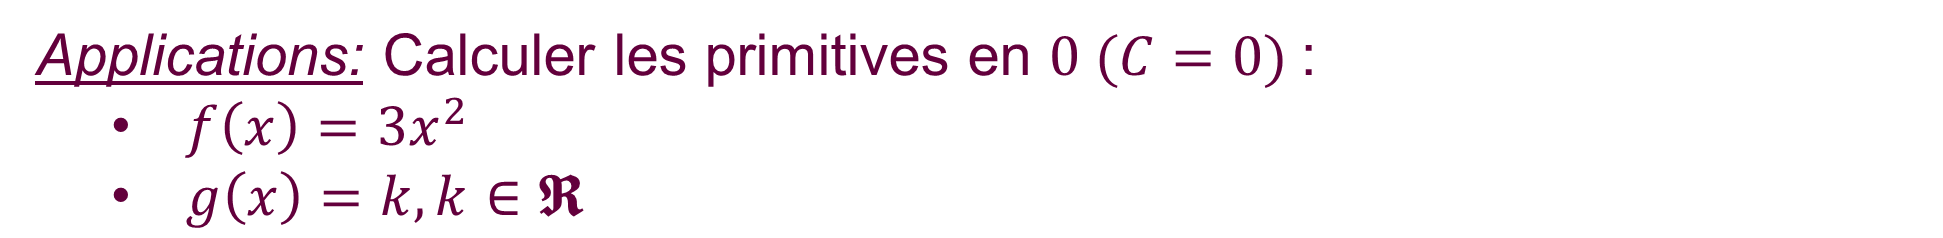 Applications: Calculer les primitives en 0 (C = 0) :
• f(x) = 3x²
• g(x) = k, k ∈ ℜ